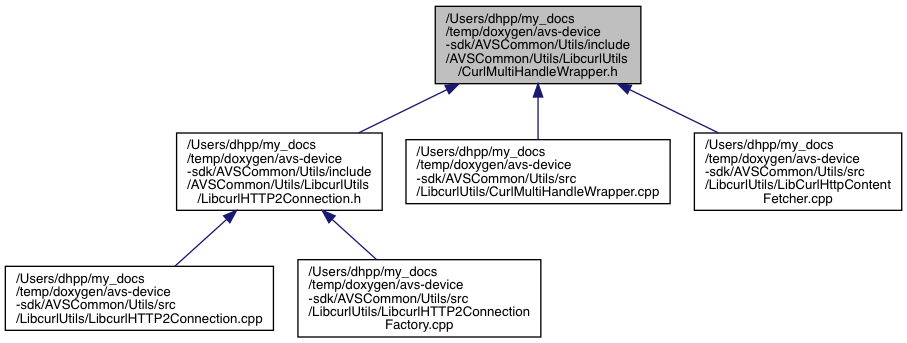 /Users/dhpp/my_docs
/temp/doxygen/avs-device
-sdk/AVSCommon/Utils/include
/AVSCommon/Utils/LibcurlUtils
/CurlMultiHandleWrapper.h
/Users/dhpp/my_docs
/temp/doxygen/avs-device
-sdk/AVSCommon/Utils/include
/AVSCommon/Utils/LibcurlUtils
/LibcurlHTTP2Connection.h
/Users/dhpp/my_docs
/temp/doxygen/avs-device
-sdk/AVSCommon/Utils/src
/LibcurlUtils/CurlMultiHandleWrapper.cpp
/Users/dhpp/my_docs
/temp/doxygen/avs-device
-sdk/AVSCommon/Utils/src
/LibcurlUtils/LibCurlHttpContent
Fetcher.cpp
/Users/dhpp/my_docs
/temp/doxygen/avs-device
-sdk/AVSCommon/Utils/src
/LibcurlUtils/LibcurlHTTP2Connection.cpp
/Users/dhpp/my_docs
/temp/doxygen/avs-device
-sdk/AVSCommon/Utils/src
/LibcurlUtils/LibcurlHTTP2Connection
Factory.cpp